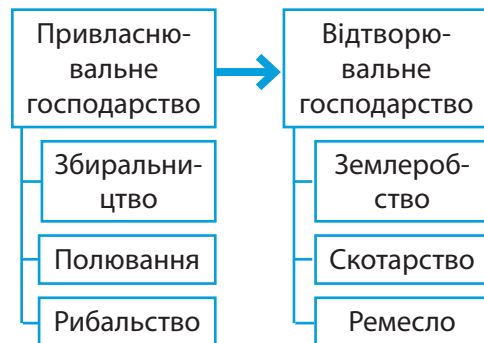 Привласню-
вальне
господарство
Збиральни-
цтво
Полювання
Рибальство
Відтворю-
вальне
господарство
Землероб-
ство
Скотарство
Ремесло